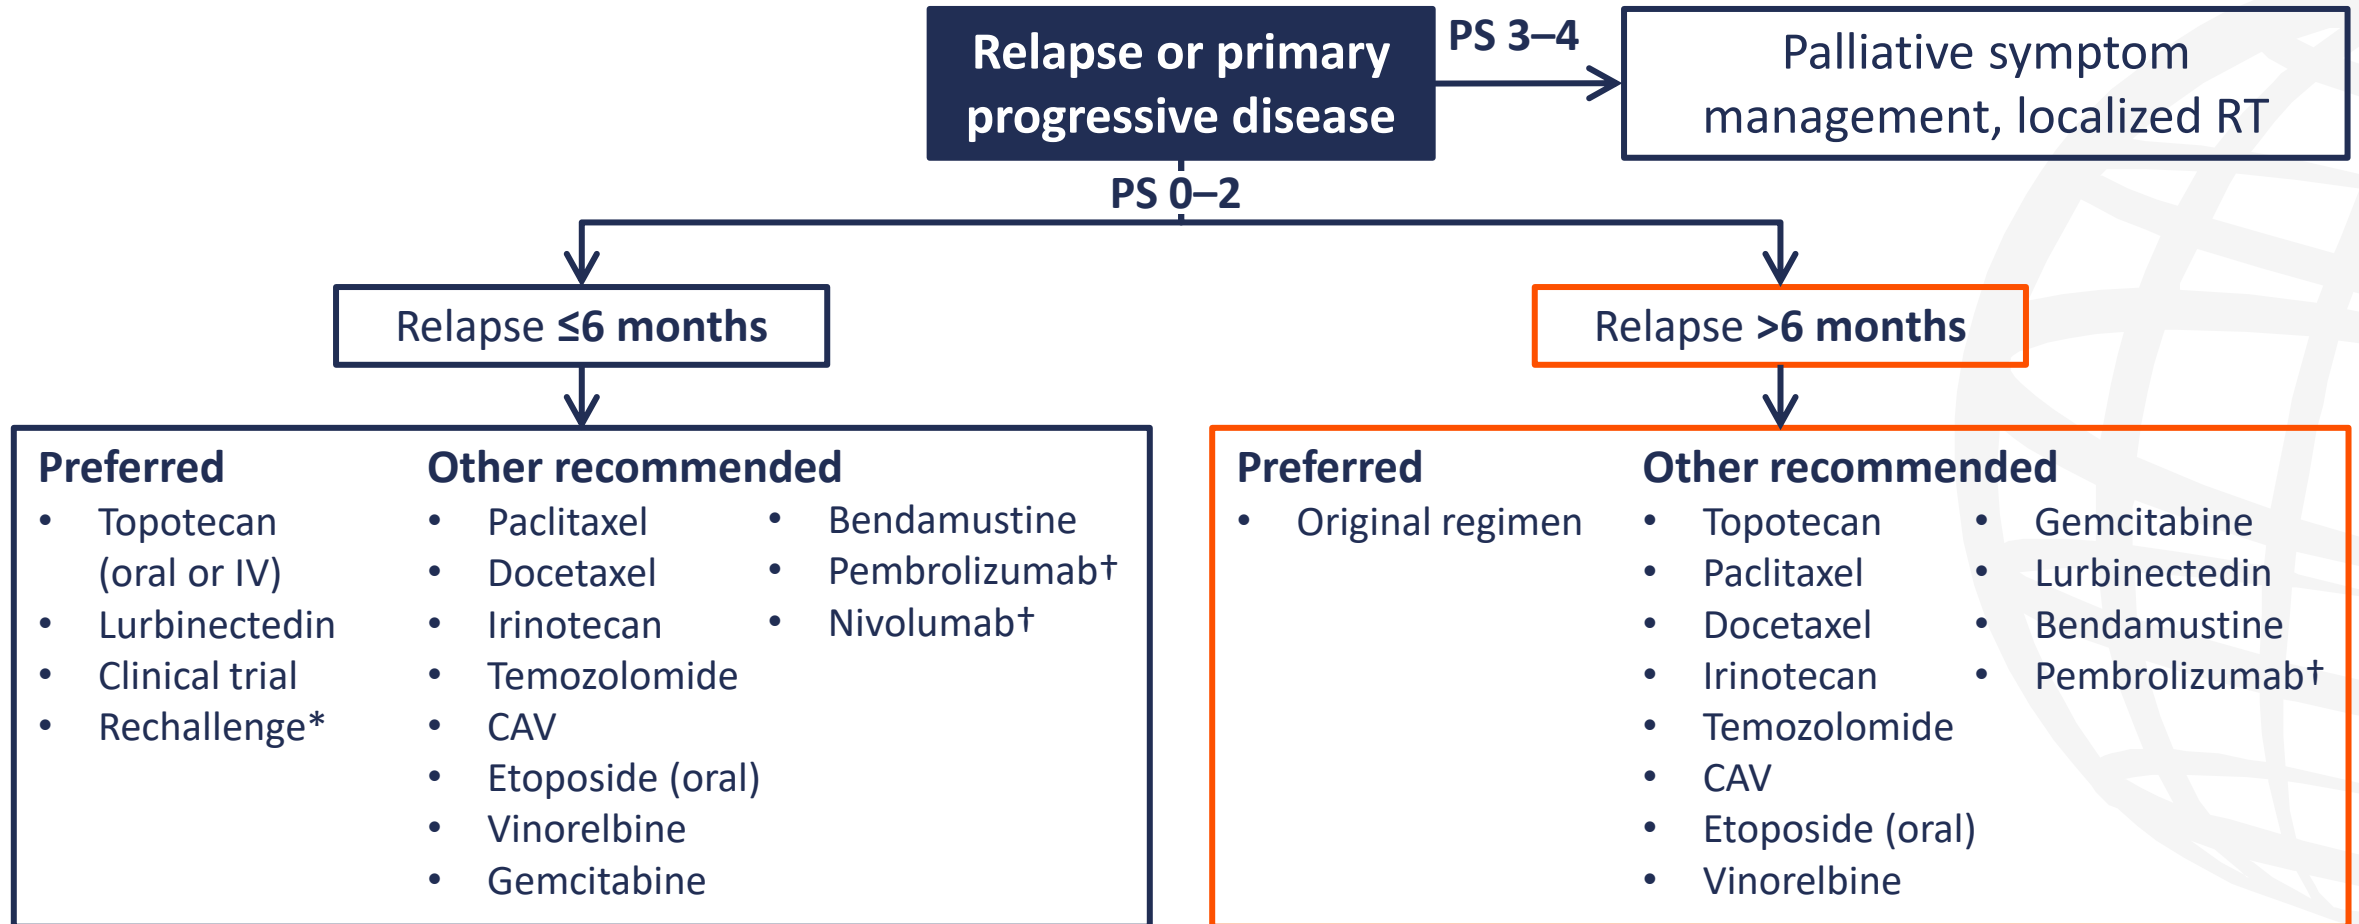 Relapse or primary
progressive disease
PS 3–4
Palliative symptom
management, localized RT
PS 0–2
Relapse ≤6 months
Relapse >6 months
Preferred
• Topotecan
(oral or IV)
• Lurbinectedin
• Clinical trial
• Rechallenge*
Other recommended
• Paclitaxel
• Docetaxel
• Irinotecan
• Temozolomide
• CAV
• Etoposide (oral)
• Vinorelbine
• Gemcitabine
• Bendamustine
• Pembrolizumab†
• Nivolumab†
Preferred
• Original regimen
Other recommended
• Topotecan
• Paclitaxel
• Docetaxel
• Irinotecan
• Temozolomide
• CAV
• Etoposide (oral)
• Vinorelbine
• Gemcitabine
• Lurbinectedin
• Bendamustine
• Pembrolizumab†